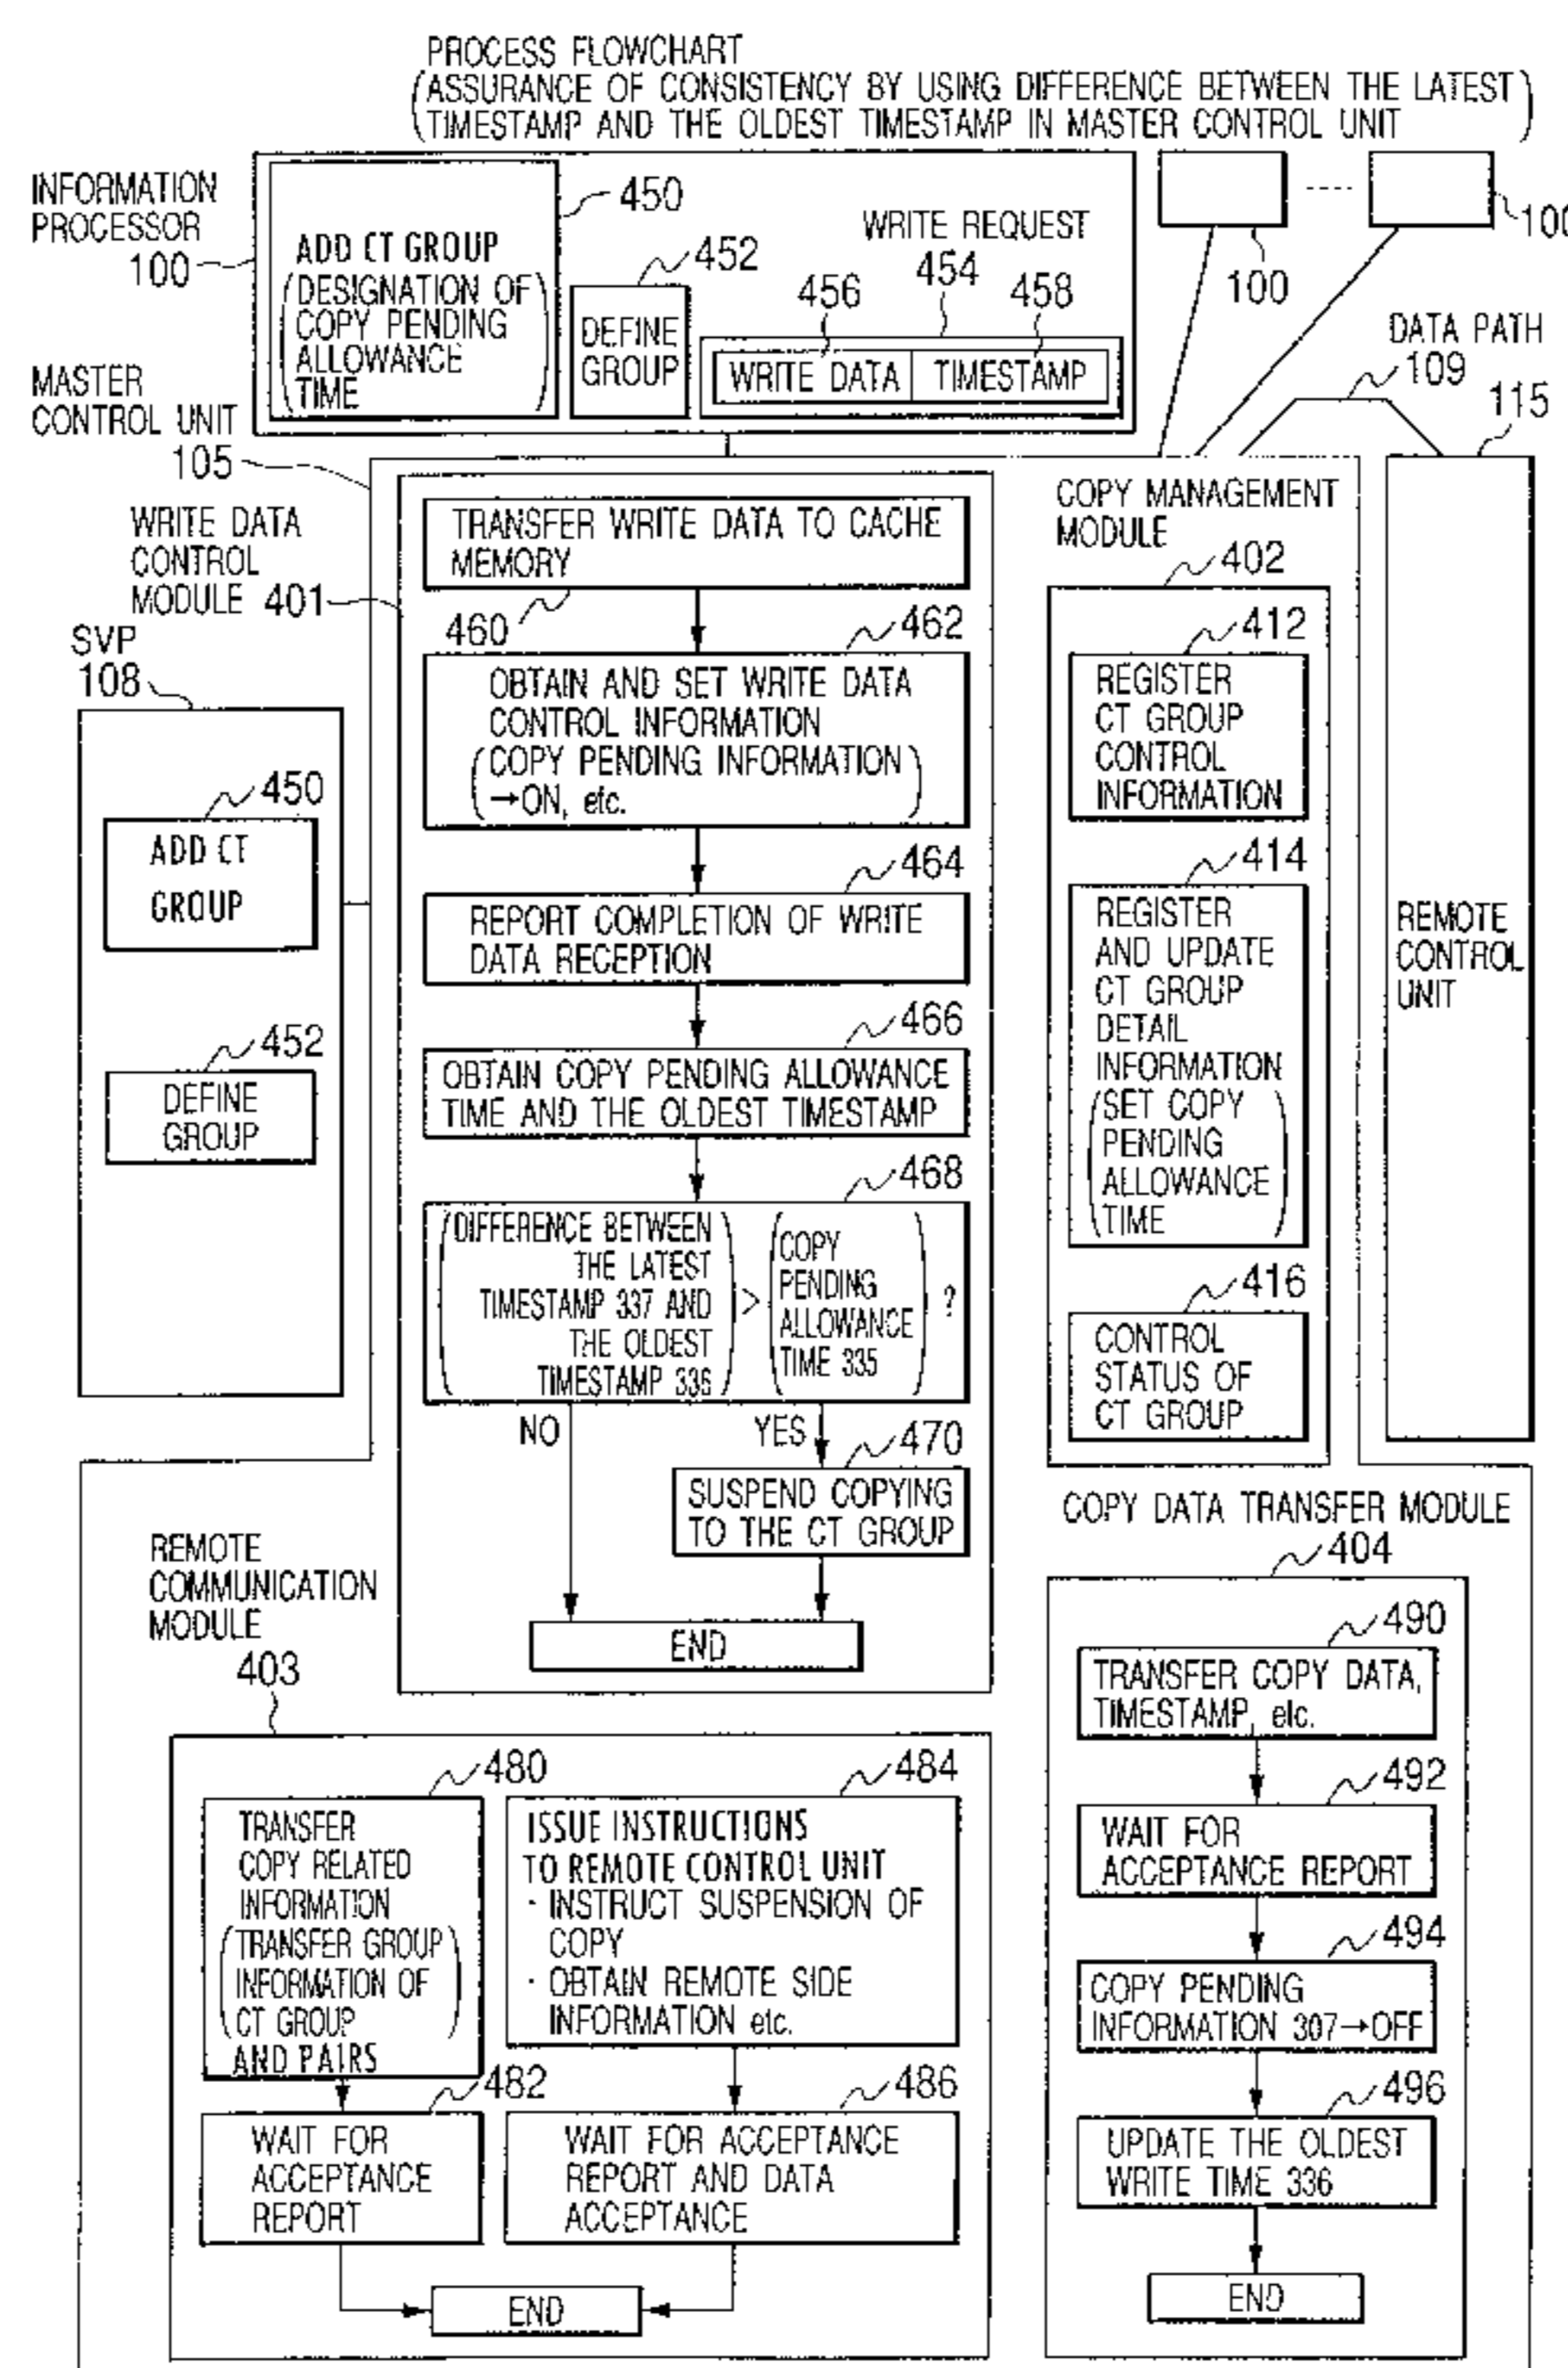 PROCESS FLOWCHART
(ASSURANCE OF CONSISTENCY BY USING DIFFERENCE BETWEEN THE LATEST
TIMESTAMP AND THE OLDEST TIMESTAMP IN MASTER CONTROL UNIT)
INFORMATION
PROCESSOR
100
450
ADD CT GROUP
(DESIGNATION OF
COPY PENDING
ALLOWANCE
TIME)
452
DEFINE
GROUP
WRITE REQUEST
454
456
458
WRITE DATA
TIMESTAMP
100
100
DATA PATH
109
115
MASTER
CONTROL UNIT
105
WRITE DATA
CONTROL
MODULE 401
TRANSFER WRITE DATA TO CACHE
MEMORY
460
462
OBTAIN AND SET WRITE DATA
CONTROL INFORMATION
(COPY PENDING INFORMATION
→ON, etc.)
464
REPORT COMPLETION OF WRITE
DATA RECEPTION
466
OBTAIN COPY PENDING ALLOWANCE
TIME AND THE OLDEST TIMESTAMP
468
(DIFFERENCE BETWEEN
THE LATEST
TIMESTAMP 337 AND
THE OLDEST
TIMESTAMP 336)
>
(COPY
PENDING
ALLOWANCE
TIME 335)
?
NO
YES
470
SUSPEND COPYING
TO THE CT GROUP
END
SVP
108
450
ADD CT
GROUP
452
DEFINE
GROUP
COPY MANAGEMENT
MODULE
402
412
REGISTER
CT GROUP
CONTROL
INFORMATION
414
REGISTER
AND UPDATE
CT GROUP
DETAIL
INFORMATION
(SET COPY
PENDING
ALLOWANCE
TIME)
416
CONTROL
STATUS OF
CT GROUP
REMOTE
CONTROL
UNIT
REMOTE
COMMUNICATION
MODULE
403
480
TRANSFER
COPY RELATED
INFORMATION
(TRANSFER GROUP
INFORMATION OF
CT GROUP)
AND PAIRS
482
WAIT FOR
ACCEPTANCE
REPORT
484
ISSUE INSTRUCTIONS
TO REMOTE CONTROL UNIT
· INSTRUCT SUSPENSION OF
COPY
· OBTAIN REMOTE SIDE
INFORMATION etc.
486
WAIT FOR ACCEPTANCE
REPORT AND DATA
ACCEPTANCE
END
COPY DATA TRANSFER MODULE
404
490
TRANSFER COPY DATA,
TIMESTAMP, etc.
492
WAIT FOR
ACCEPTANCE REPORT
494
COPY PENDING
INFORMATION 307→OFF
496
UPDATE THE OLDEST
WRITE TIME 336
END